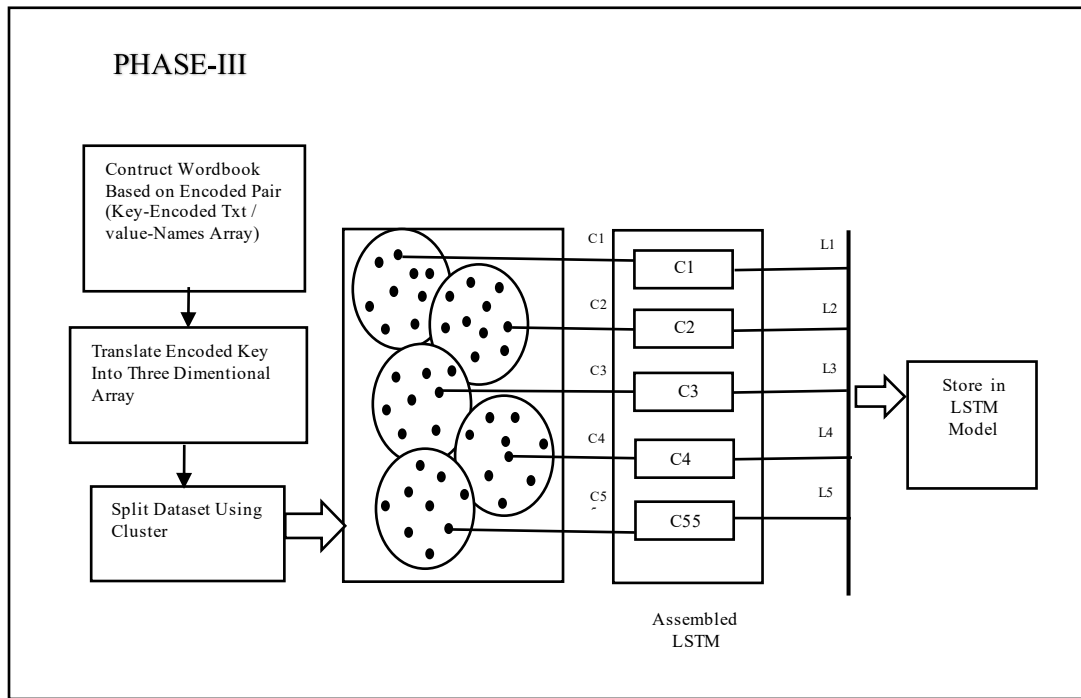 PHASE-III
Contruct Wordbook
Based on Encoded Pair
(Key-Encoded Txt /
value-Names Array)
Translate Encoded Key
Into Three Dimentional
Array
Split Dataset Using
Cluster
C1
C2
C3
C4
C5
C1
C2
C3
C4
C55
Assembled
LSTM
L1
L2
L3
L4
L5
Store in
LSTM
Model